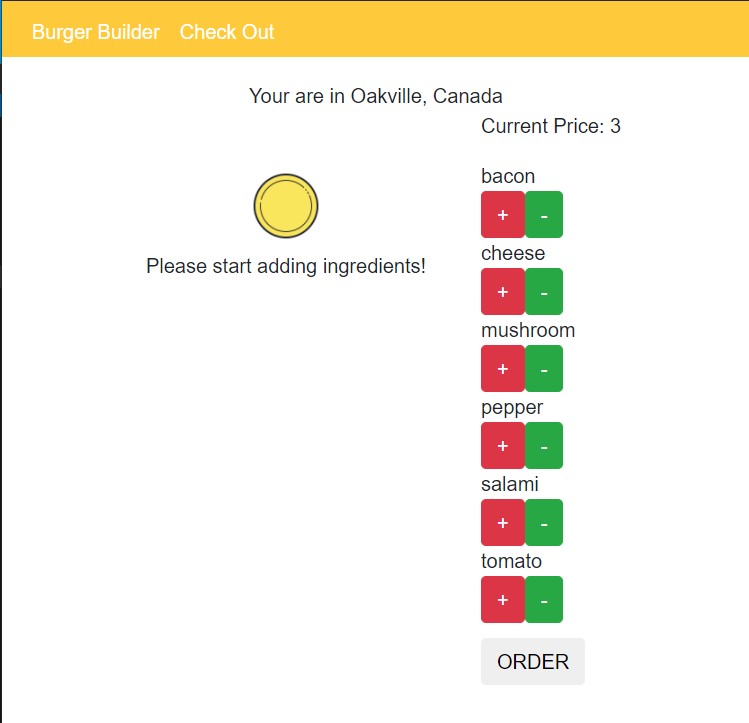 Burger Builder Check Out
Your are in Oakville, Canada
Current Price: 3
Please start adding ingredients!
bacon
+ -
cheese
+ -
mushroom
+ -
pepper
+ -
salami
+ -
tomato
+ -
ORDER